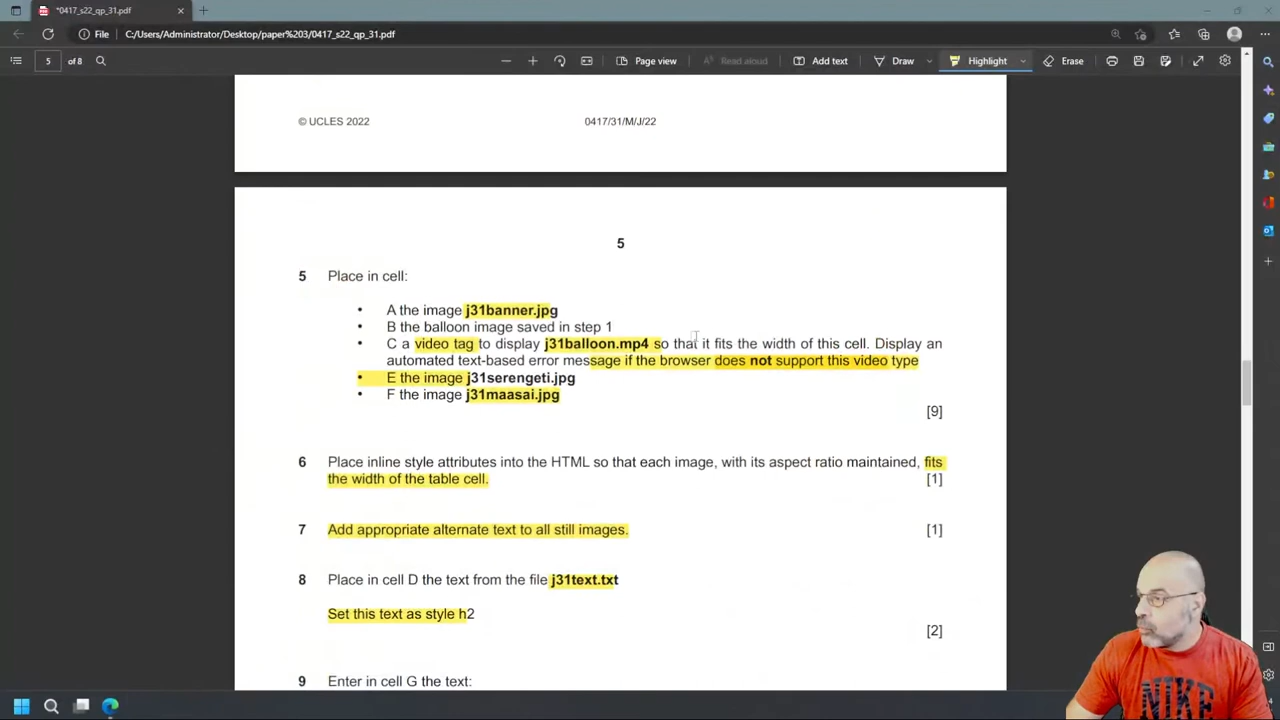 *0417_s22_qp_31.pdf
File
C:/Users/Administrator/Desktop/paper%203/0417_s22_qp_31.pdf
5 of 8
Page view
Read aloud
Add text
Draw
Highlight
Erase
© UCLES 2022 0417/31/M/J/22
5
5 Place in cell:
• A the image j31banner.jpg
• B the balloon image saved in step 1
• C a video tag to display j31balloon.mp4 so that it fits the width of this cell. Display an
automated text-based error message if the browser does not support this video type
• E the image j31serengeti.jpg
• F the image j31maasai.jpg
[9]
6 Place inline style attributes into the HTML so that each image, with its aspect ratio maintained, fits
the width of the table cell. [1]
7 Add appropriate alternate text to all still images. [1]
8 Place in cell D the text from the file j31text.txt
Set this text as style h2
[2]
9 Enter in cell G the text:
NIKE